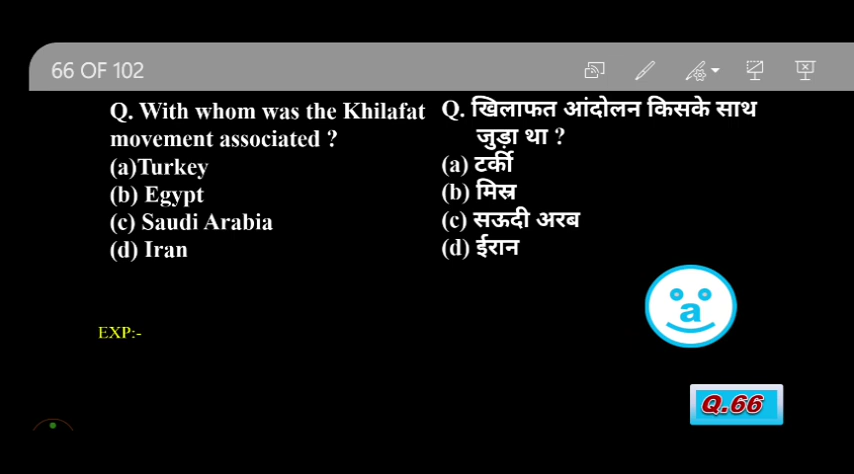 66 OF 102
Q. With whom was the Khilafat
movement associated ?
(a)Turkey
(b) Egypt
(c) Saudi Arabia
(d) Iran
Q. खिलाफत आंदोलन किसके साथ
जुड़ा था ?
(a) टर्की
(b) मिस्र
(c) सऊदी अरब
(d) ईरान
a
EXP:-
Q.66